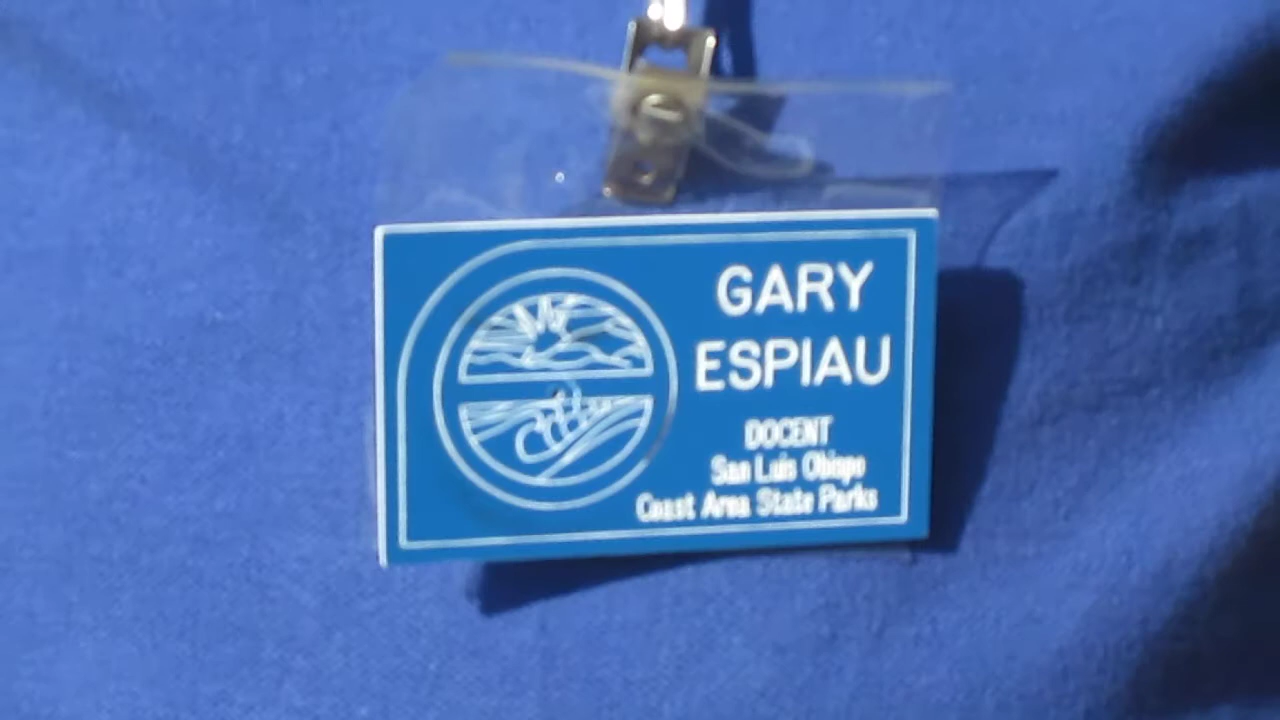 GARY
ESPIAU
DOCENT
San Luis Obispo
Coast Area State Parks